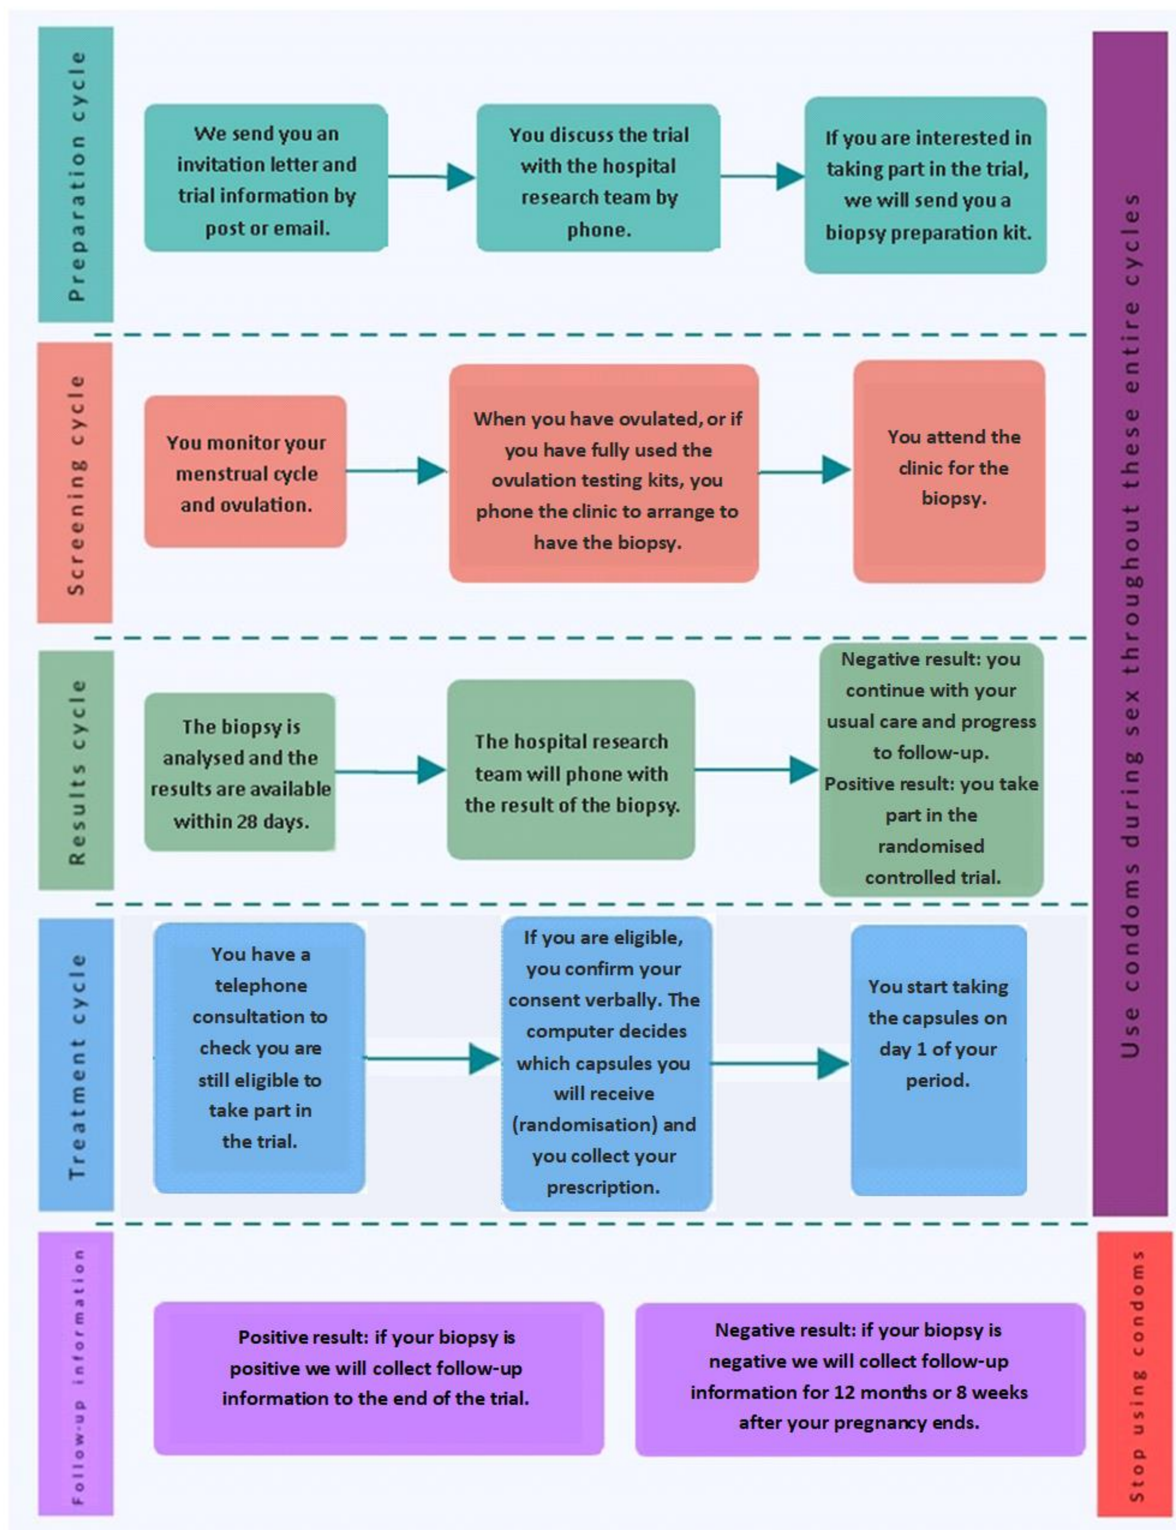 Preparation cycle
We send you an
invitation letter and
trial information by
post or email.
You discuss the trial
with the hospital
research team by
phone.
If you are interested in
taking part in the trial,
we will send you a
biopsy preparation kit.
Screening cycle
You monitor your
menstrual cycle
and ovulation.
When you have ovulated, or if
you have fully used the
ovulation testing kits, you
phone the clinic to arrange to
have the biopsy.
You attend the
clinic for the
biopsy.
Results cycle
The biopsy is
analysed and the
results are available
within 28 days.
The hospital research
team will phone with
the result of the biopsy.
Negative result: you
continue with your
usual care and progress
to follow-up.
Positive result: you take
part in the
randomised
controlled trial.
Treatment cycle
You have a
telephone
consultation to
check you are
still eligible to
take part in
the trial.
If you are eligible,
you confirm your
consent verbally. The
computer decides
which capsules you
will receive
(randomisation) and
you collect your
prescription.
You start taking
the capsules on
day 1 of your
period.
Use condoms during sex throughout these entire cycles
Follow-up information
Positive result: if your biopsy is
positive we will collect follow-up
information to the end of the trial.
Negative result: if your biopsy is
negative we will collect follow-up
information for 12 months or 8 weeks
after your pregnancy ends.
Stop using condoms